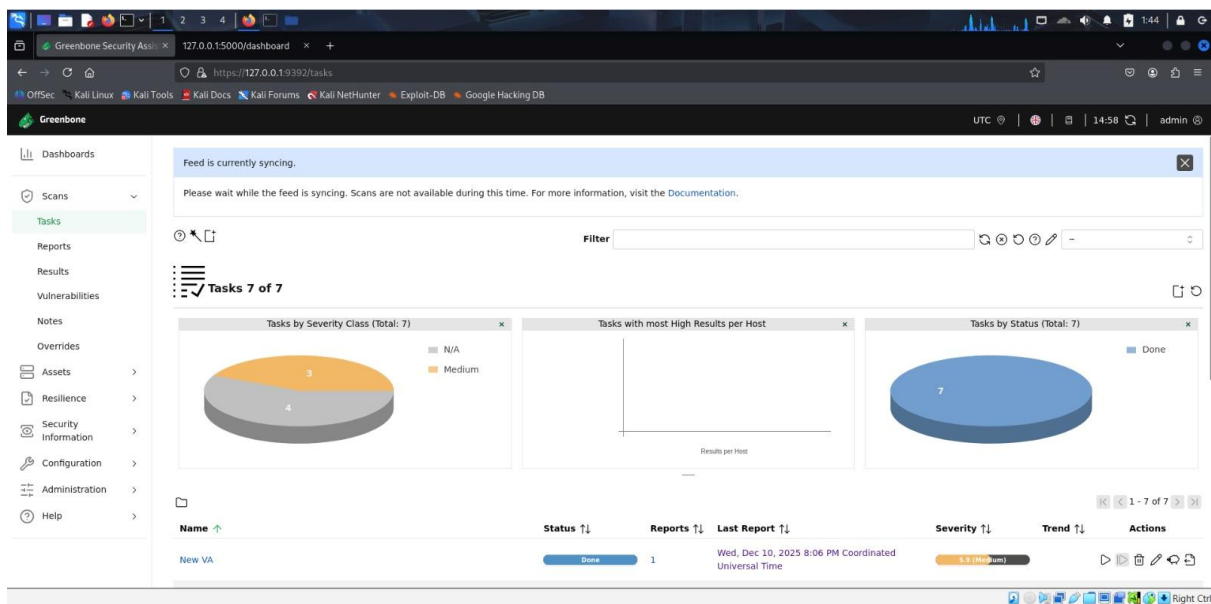 1 2 3 4
1:44
Greenbone Security Assis
127.0.0.1:5000/dashboard
https://127.0.0.1:9392/tasks
OffSec Kali Linux Kali Tools Kali Docs Kali Forums Kali NetHunter Exploit-DB Google Hacking DB
Greenbone
UTC
14:58
admin
Dashboards
Scans
Tasks
Reports
Results
Vulnerabilities
Notes
Overrides
Assets
Resilience
Security
Information
Configuration
Administration
Help
Feed is currently syncing.
Please wait while the feed is syncing. Scans are not available during this time. For more information, visit the Documentation.
Filter
--
Tasks 7 of 7
Tasks by Severity Class (Total: 7)
N/A
Medium
3
4
Tasks with most High Results per Host
Results per Host
Tasks by Status (Total: 7)
Done
7
1 - 7 of 7
Name Status Reports Last Report Severity Trend Actions
New VA Done 1 Wed, Dec 10, 2025 8:06 PM Coordinated
Universal Time
5.9 (Medium)
Right Ctrl